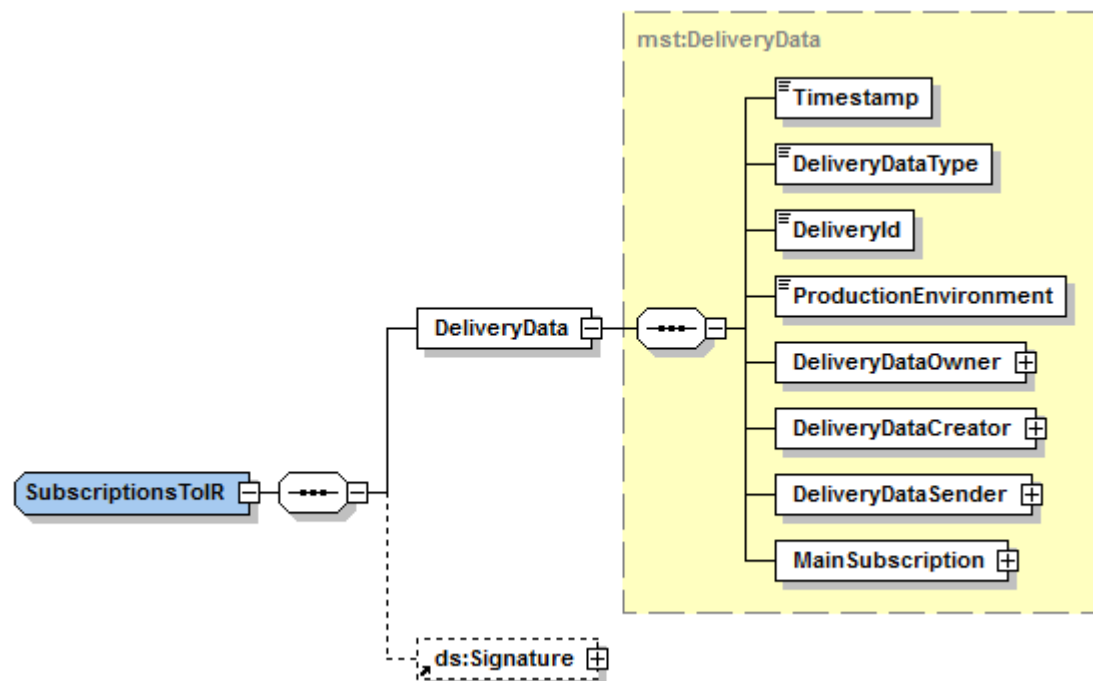 mst:DeliveryData
Timestamp
DeliveryDataType
DeliveryId
ProductionEnvironment
DeliveryData
DeliveryDataOwner
DeliveryDataCreator
SubscriptionsToIR
DeliveryDataSender
MainSubscription
ds:Signature